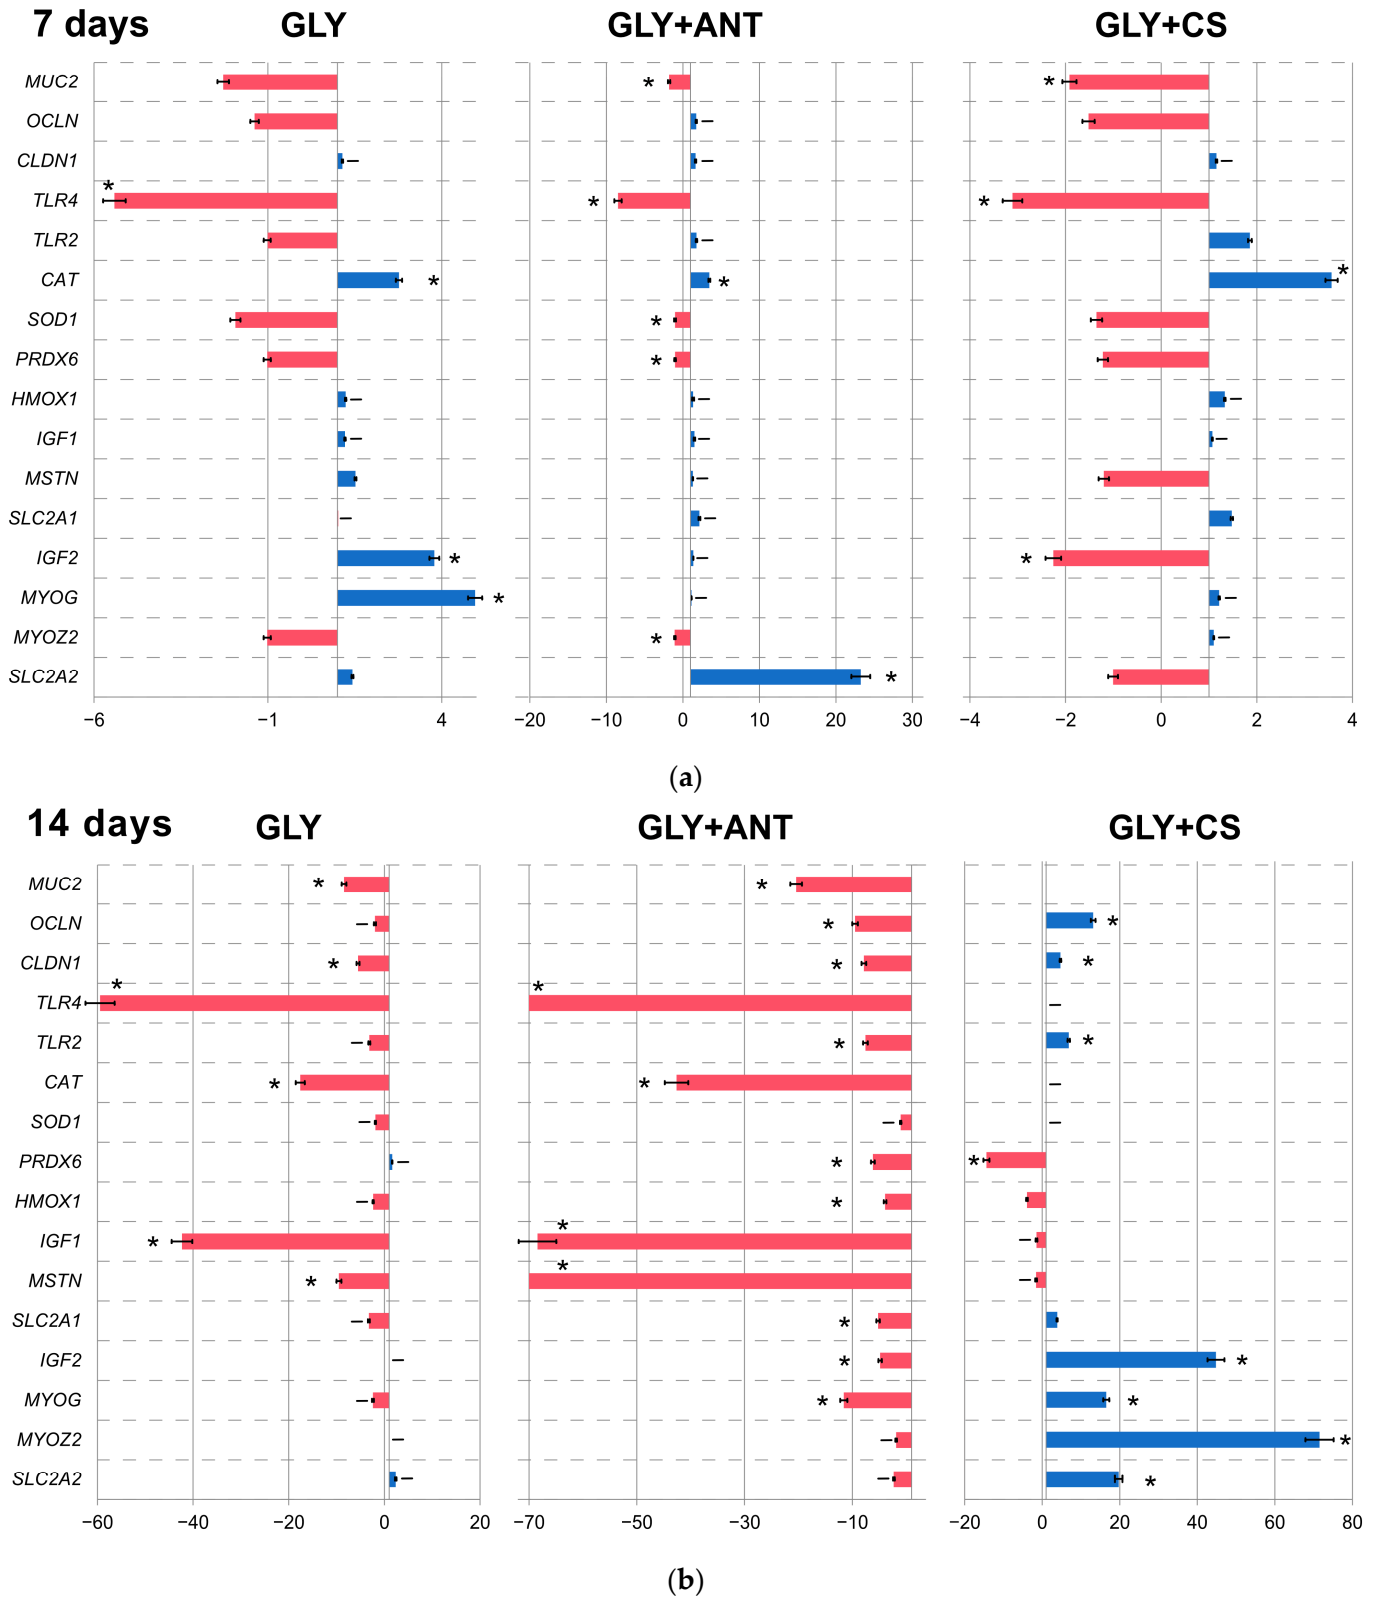 7 days GLY GLY+ANT GLY+CS
MUC2 * *
OCLN
CLDN1
TLR4 * * *
TLR2
CAT * * *
SOD1 *
PRDX6 *
HMOX1
IGF1
MSTN
SLC2A1
IGF2 * *
MYOG *
MYOZ2 *
SLC2A2 *
−6 −1 4 −20 −10 0 10 20 30 −4 −2 0 2 4
(a)
14 days GLY GLY+ANT GLY+CS
MUC2 * *
OCLN * *
CLDN1 * * *
TLR4 * *
TLR2 * *
CAT * *
SOD1
PRDX6 * *
HMOX1 *
IGF1 * *
MSTN * *
SLC2A1 *
IGF2 * *
MYOG * *
MYOZ2 *
SLC2A2 *
−60 −40 −20 0 20 −70 −50 −30 −10 −20 0 20 40 60 80
(b)